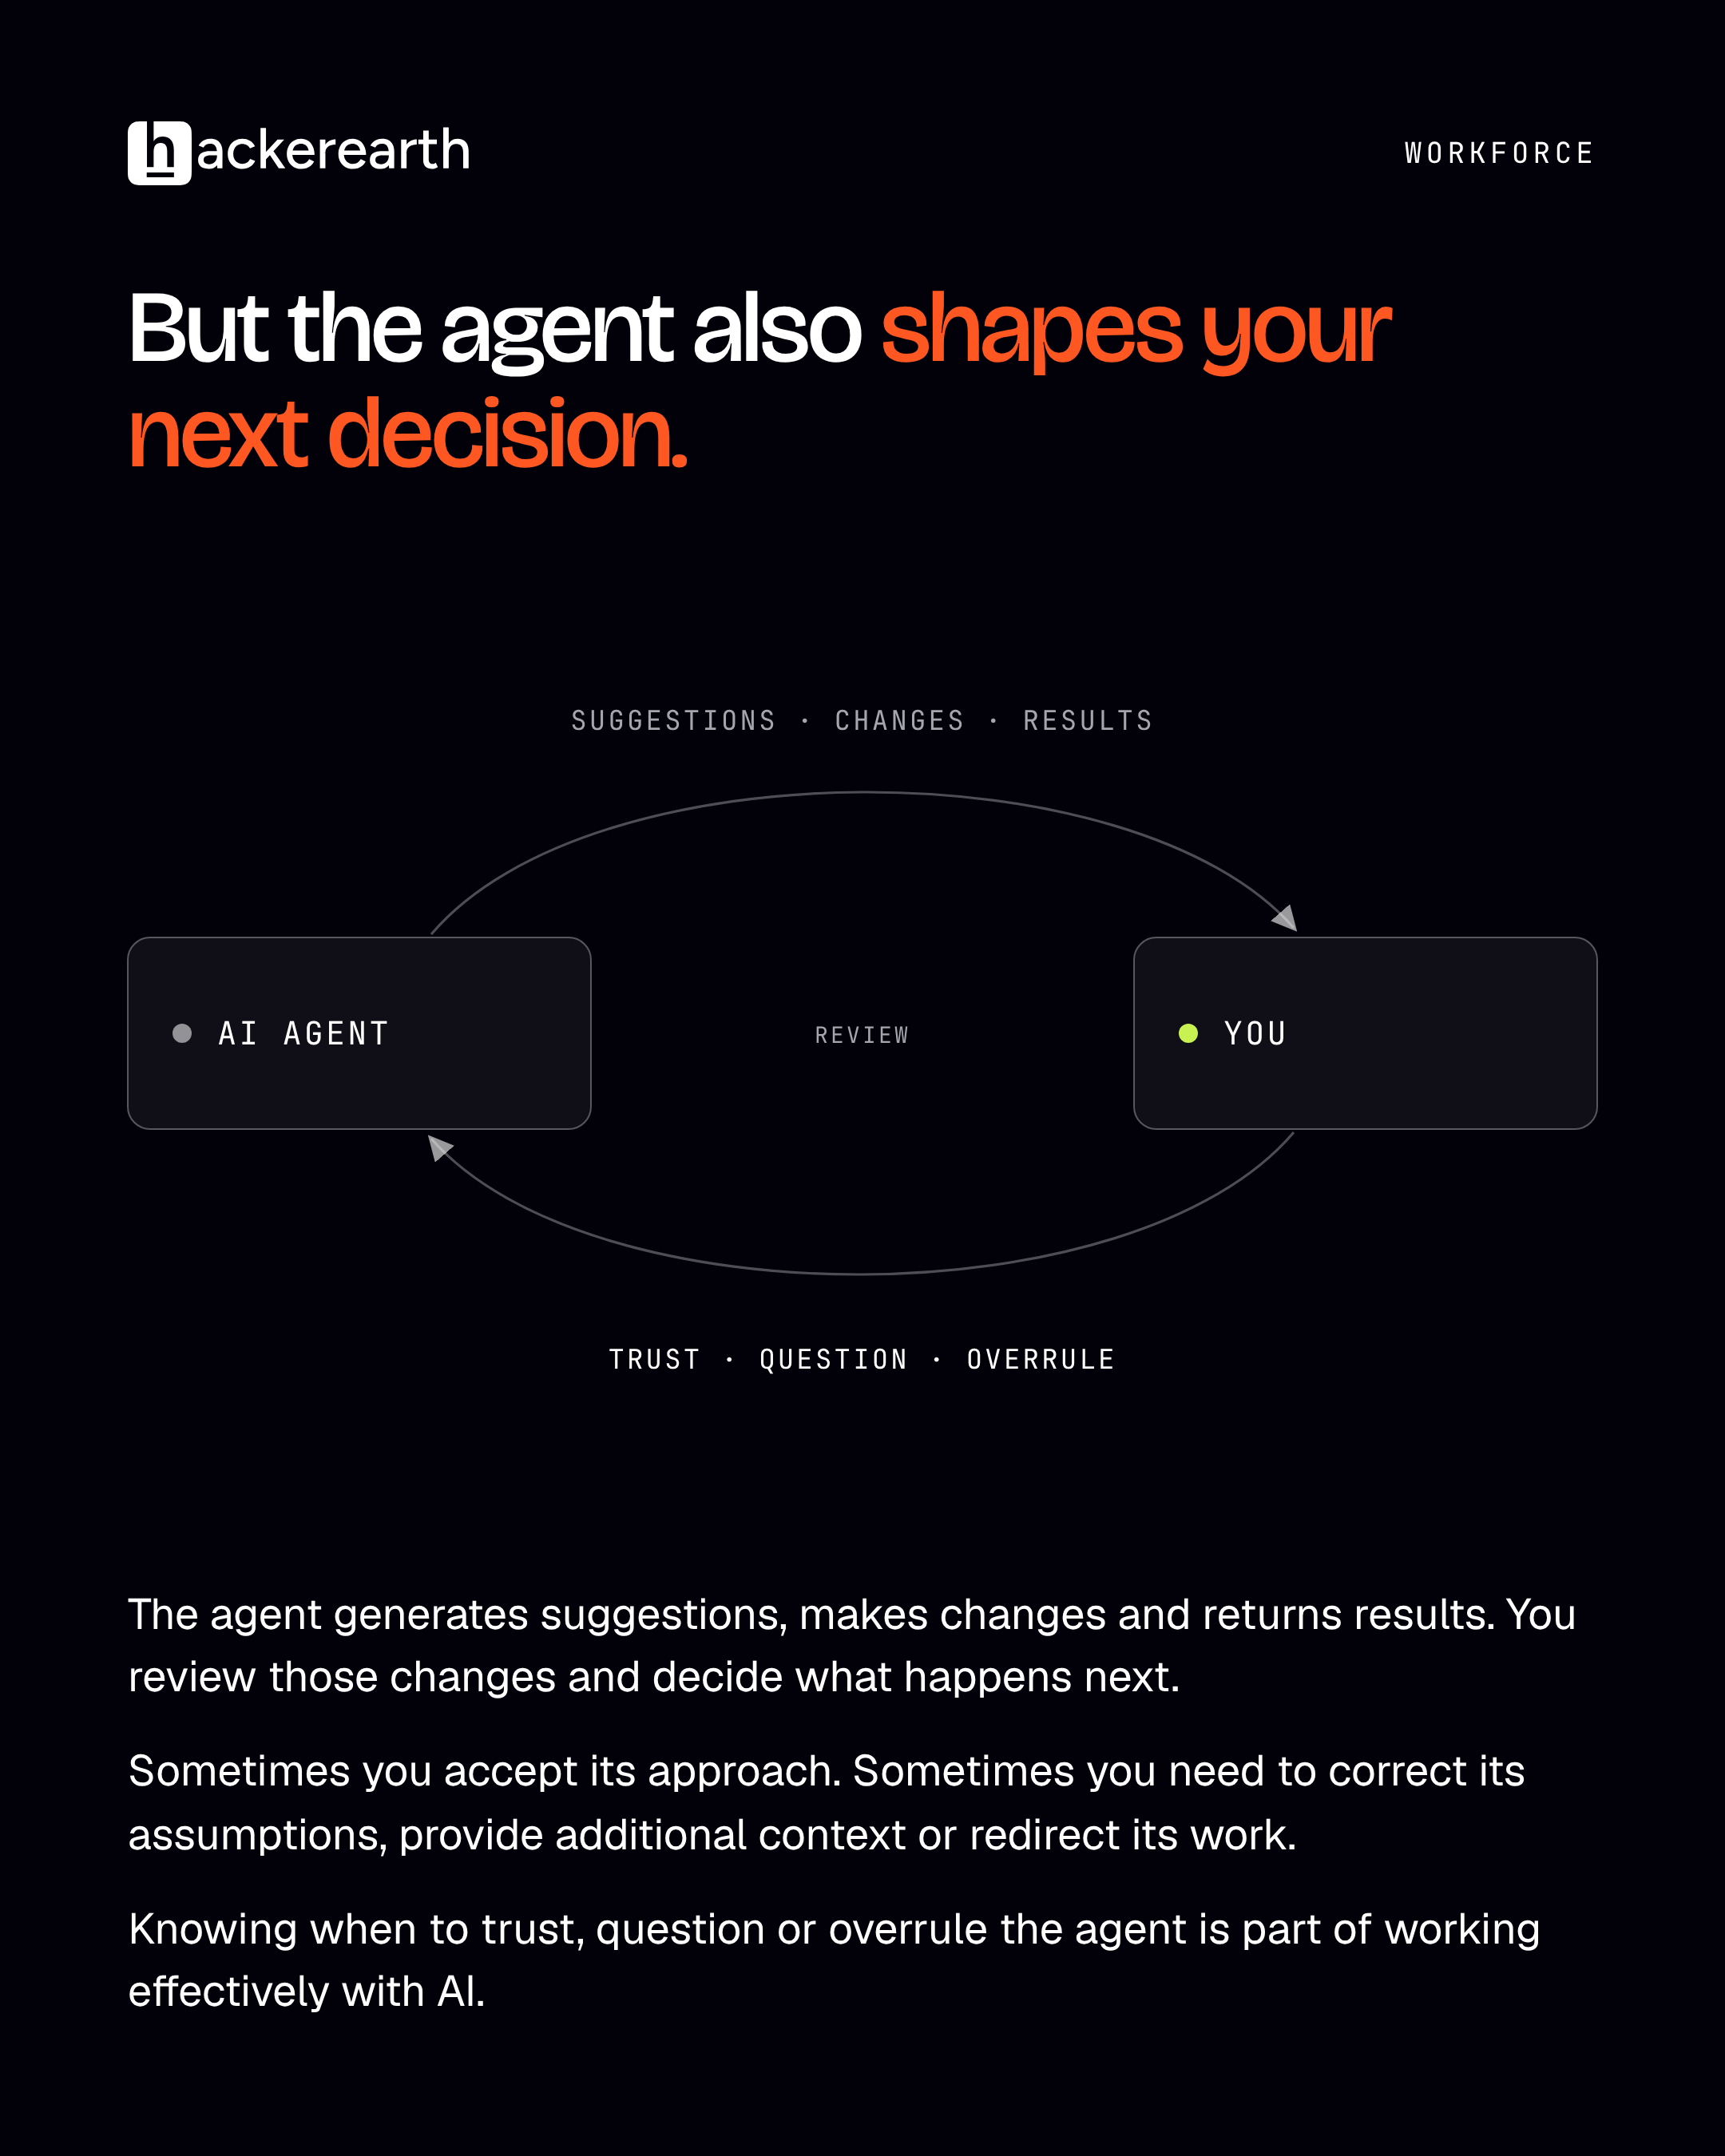 hackerearth
WORKFORCE
But the agent also shapes your
next decision.
SUGGESTIONS · CHANGES · RESULTS
AI AGENT
REVIEW
YOU
TRUST · QUESTION · OVERRULE
The agent generates suggestions, makes changes and returns results. You
review those changes and decide what happens next.
Sometimes you accept its approach. Sometimes you need to correct its
assumptions, provide additional context or redirect its work.
Knowing when to trust, question or overrule the agent is part of working
effectively with AI.